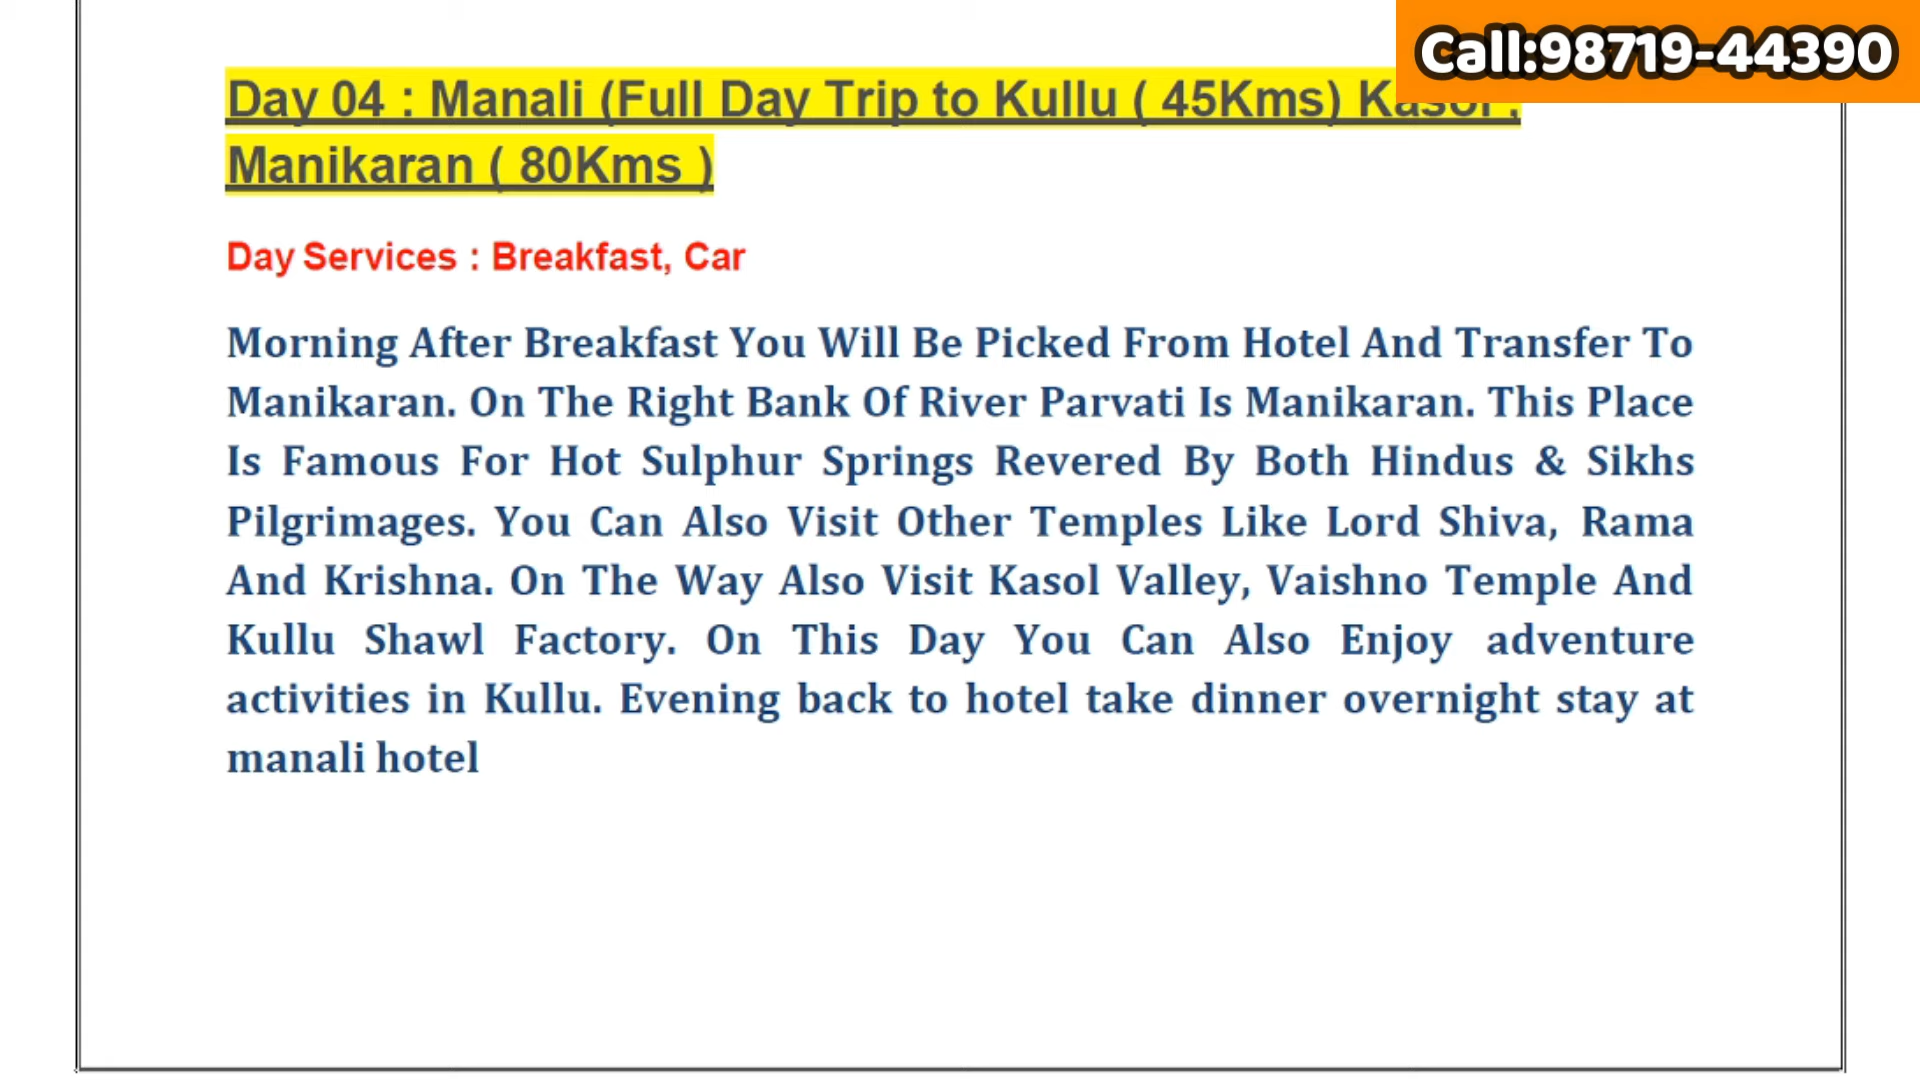 Call:98719-44390
Day 04 : Manali (Full Day Trip to Kullu ( 45Kms) Kasol ,
Manikaran ( 80Kms )
Day Services : Breakfast, Car
Morning After Breakfast You Will Be Picked From Hotel And Transfer To
Manikaran. On The Right Bank Of River Parvati Is Manikaran. This Place
Is Famous For Hot Sulphur Springs Revered By Both Hindus & Sikhs
Pilgrimages. You Can Also Visit Other Temples Like Lord Shiva, Rama
And Krishna. On The Way Also Visit Kasol Valley, Vaishno Temple And
Kullu Shawl Factory. On This Day You Can Also Enjoy adventure
activities in Kullu. Evening back to hotel take dinner overnight stay at
manali hotel